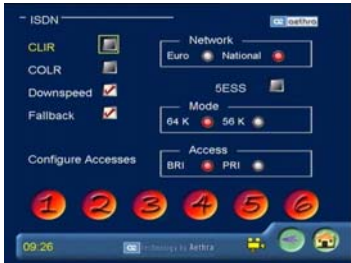 ISDN
aethra
CLIR
COLR
Downspeed
Fallback
Network
Euro National
5ESS
Mode
64 K 56 K
Configure Accesses
Access
BRI PRI
1 2 3 4 5 6
09:26
Technology by Aethra